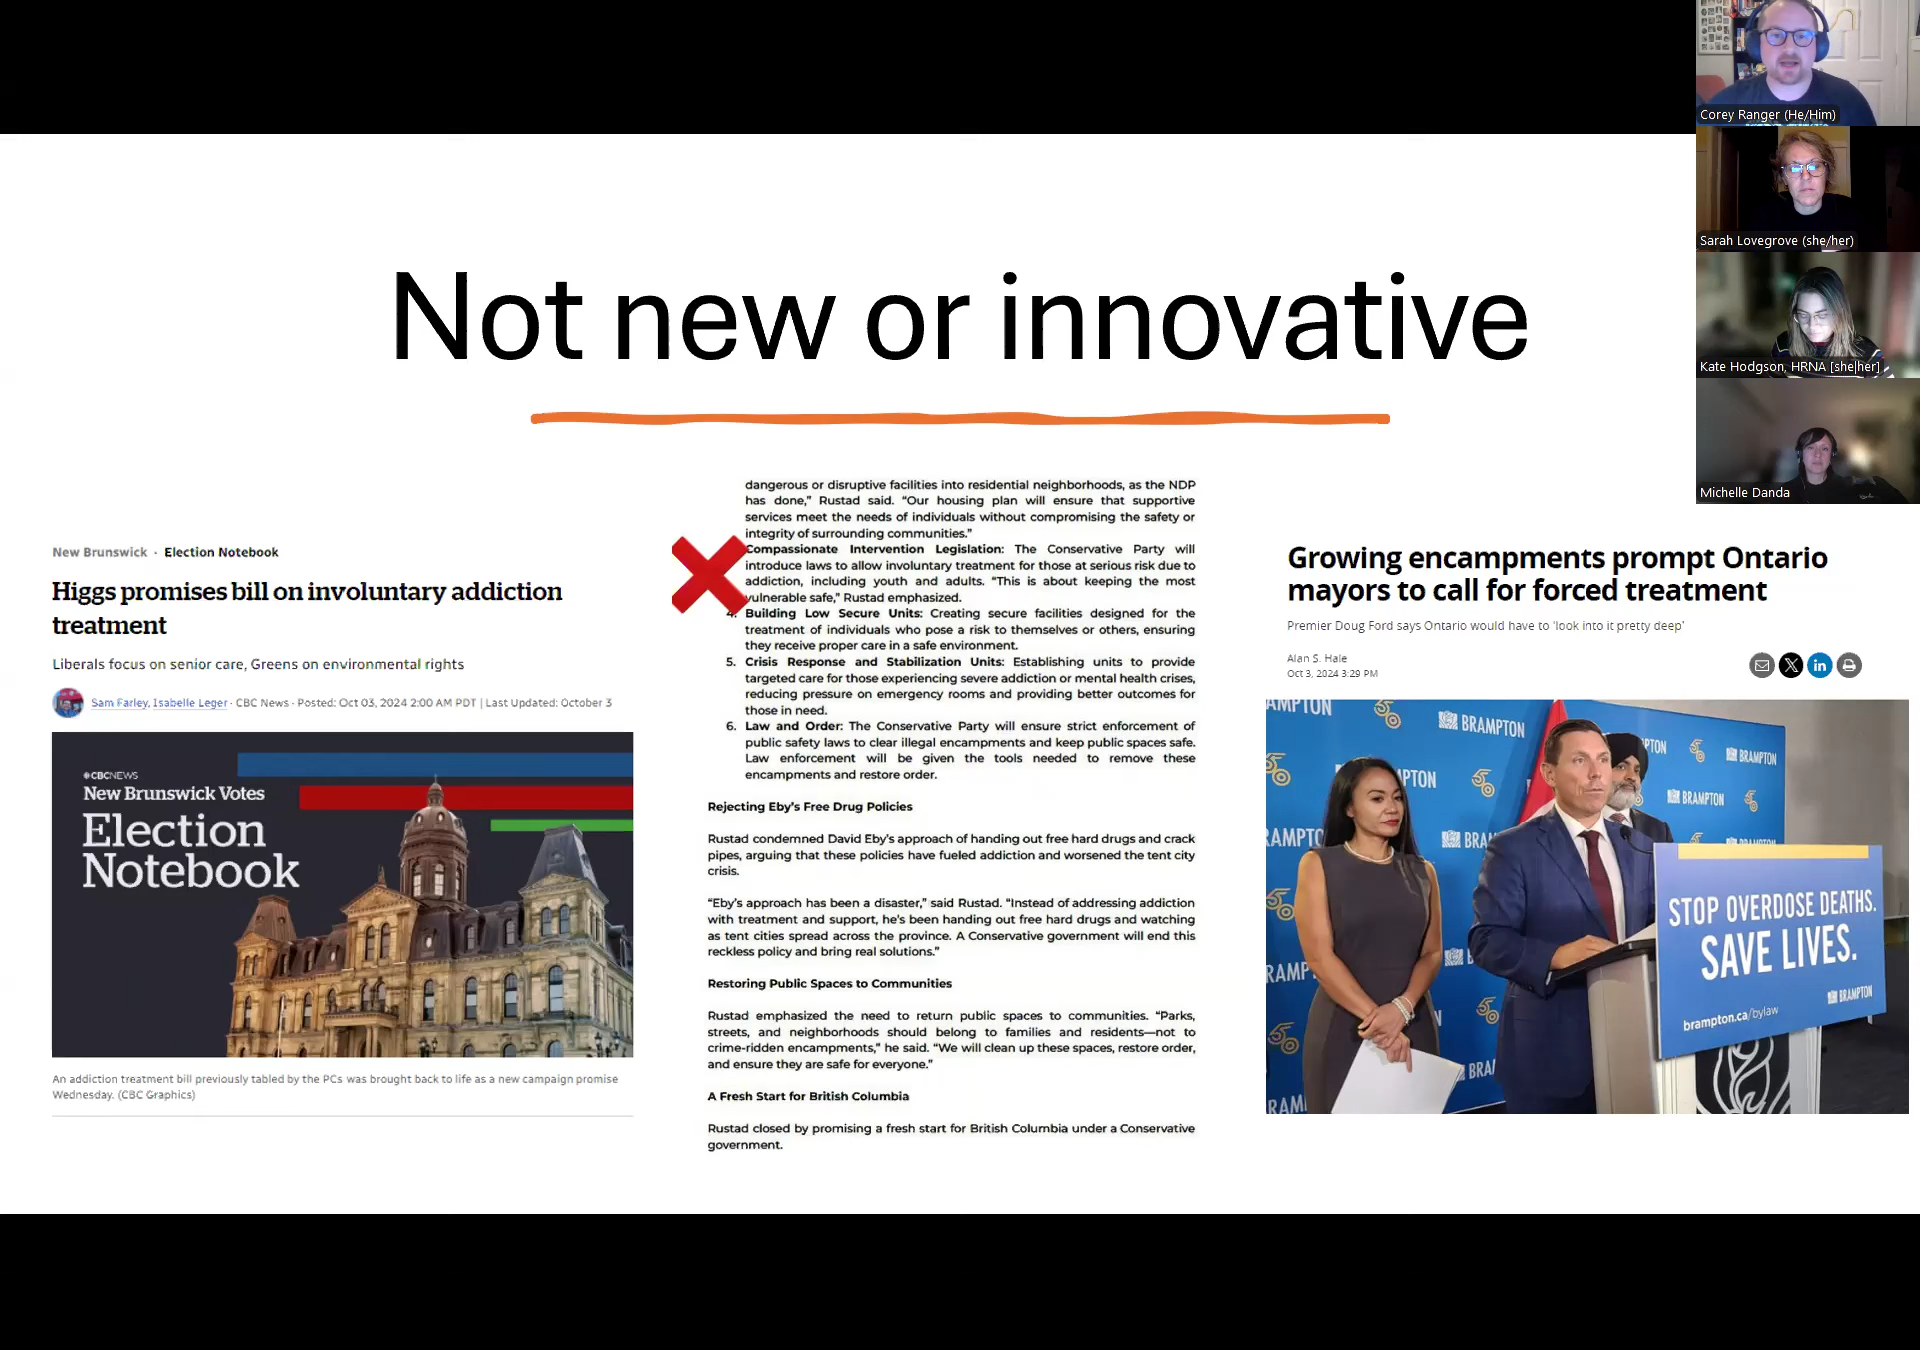 Not new or innovative
New Brunswick · Election Notebook
Higgs promises bill on involuntary addiction
treatment
Liberals focus on senior care, Greens on environmental rights
Sam Farley, Isabelle Leger · CBC News · Posted: Oct 03, 2024 2:00 AM PDT | Last Updated: October 3
CBCNEWS
New Brunswick Votes
Election
Notebook
An addiction treatment bill previously tabled by the PCs was brought back to life as a new campaign promise
Wednesday. (CBC Graphics)
dangerous or disruptive facilities into residential neighborhoods, as the NDP
has done,” Rustad said. “Our housing plan will ensure that supportive
services meet the needs of individuals without compromising the safety or
integrity of surrounding communities.”
Compassionate Intervention Legislation: The Conservative Party will
introduce laws to allow involuntary treatment for those at serious risk due to
addiction, including youth and adults. “This is about keeping the most
vulnerable safe,” Rustad emphasized.
4. Building Low Secure Units: Creating secure facilities designed for the
treatment of individuals who pose a risk to themselves or others, ensuring
they receive proper care in a safe environment.
5. Crisis Response and Stabilization Units: Establishing units to provide
targeted care for those experiencing severe addiction or mental health crises,
reducing pressure on emergency rooms and providing better outcomes for
those in need.
6. Law and Order: The Conservative Party will ensure strict enforcement of
public safety laws to clear illegal encampments and keep public spaces safe.
Law enforcement will be given the tools needed to remove these
encampments and restore order.
Rejecting Eby’s Free Drug Policies
Rustad condemned David Eby’s approach of handing out free hard drugs and crack
pipes, arguing that these policies have fueled addiction and worsened the tent city
crisis.
“Eby’s approach has been a disaster,” said Rustad. “Instead of addressing addiction
with treatment and support, he’s been handing out free hard drugs and watching
as tent cities spread across the province. A Conservative government will end this
reckless policy and bring real solutions.”
Restoring Public Spaces to Communities
Rustad emphasized the need to return public spaces to communities. “Parks,
streets, and neighborhoods should belong to families and residents—not to
crime-ridden encampments,” he said. “We will clean up these spaces, restore order,
and ensure they are safe for everyone.”
A Fresh Start for British Columbia
Rustad closed by promising a fresh start for British Columbia under a Conservative
government.
Growing encampments prompt Ontario
mayors to call for forced treatment
Premier Doug Ford says Ontario would have to ‘look into it pretty deep’
Alan S. Hale
Oct 3, 2024 3:29 PM
AMPTON
BRAMPTON
PTON
BRAMPTON
MPTON
BRAMPTON
RAMPTO
BRA
BRAMPTON
RAMP
BRA
RAM
STOP OVERDOSE DEATHS.
SAVE LIVES.
BRAMPTON
brampton.ca/bylaw
Corey Ranger (He/Him)
Sarah Lovegrove (she/her)
Kate Hodgson, HRNA [she|her]
Michelle Danda